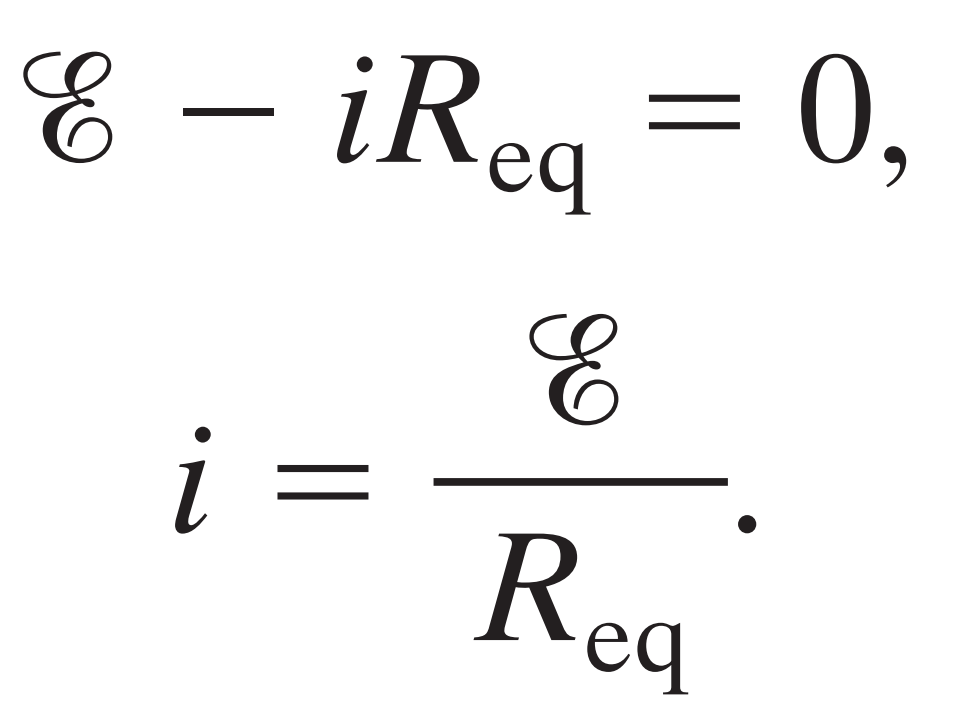 ℰ − iR_eq = 0,
i = ℰ / R_eq.